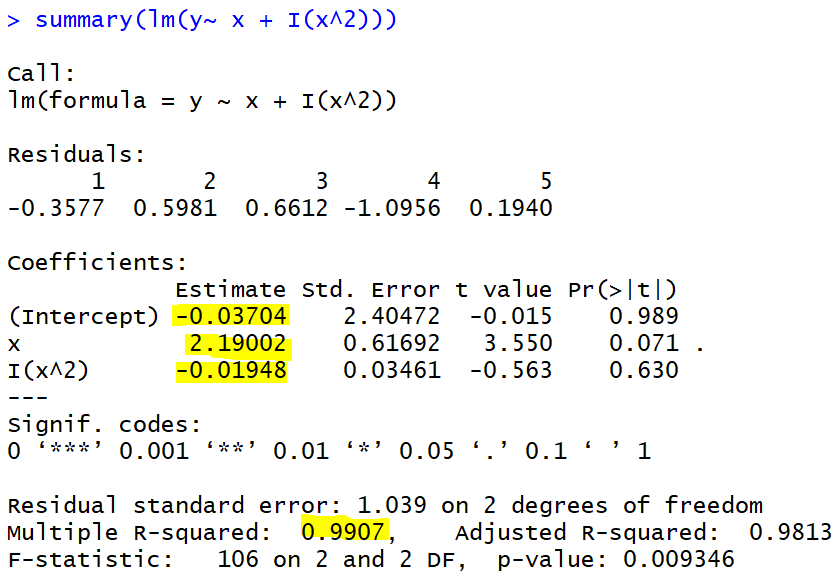 > summary(lm(y~ x + I(x^2)))
Call:
lm(formula = y ~ x + I(x^2))
Residuals:
      1       2       3       4       5
-0.3577  0.5981  0.6612 -1.0956  0.1940
Coefficients:
            Estimate Std. Error t value Pr(>|t|)
(Intercept) -0.03704    2.40472  -0.015    0.989
x            2.19002    0.61692   3.550    0.071 .
I(x^2)      -0.01948    0.03461  -0.563    0.630
---
Signif. codes:
0 ‘***’ 0.001 ‘**’ 0.01 ‘*’ 0.05 ‘.’ 0.1 ‘ ’ 1
Residual standard error: 1.039 on 2 degrees of freedom
Multiple R-squared:  0.9907,    Adjusted R-squared:  0.9813
F-statistic:   106 on 2 and 2 DF,  p-value: 0.009346